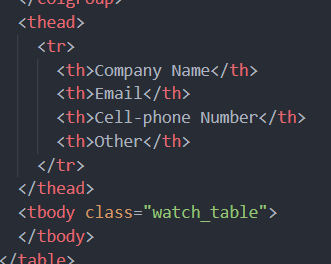 </colgroup>
<thead>
<tr>
<th>Company Name</th>
<th>Email</th>
<th>Cell-phone Number</th>
<th>Other</th>
</tr>
</thead>
<tbody class="watch_table">
</tbody>
</table>